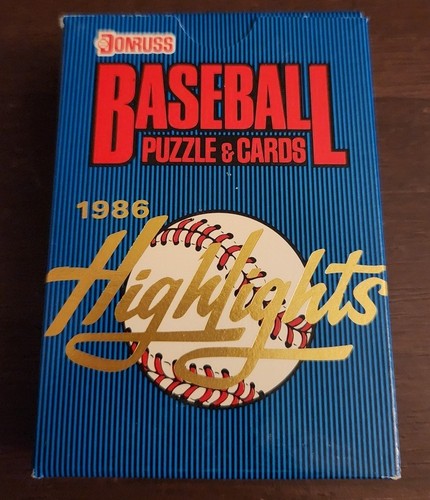 DONRUSS
BASEBALL
PUZZLE & CARDS
1986
Highlights